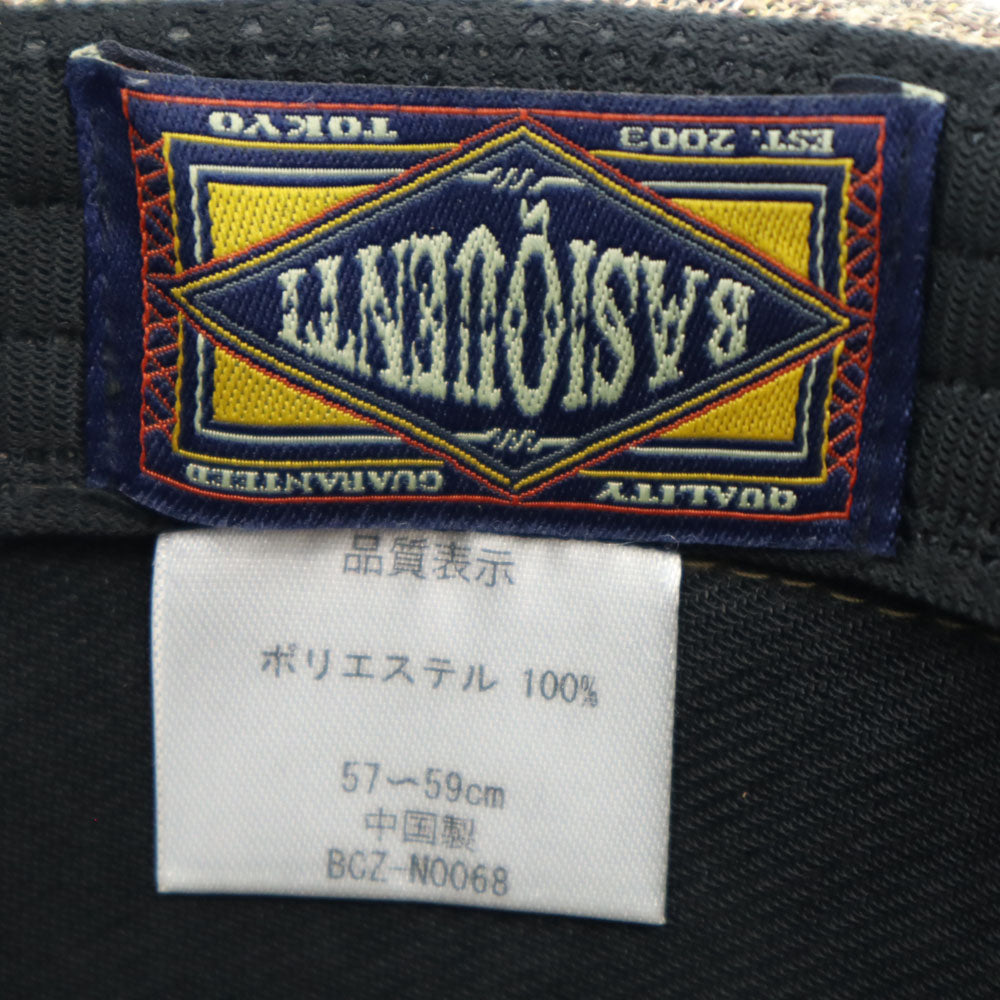 QUALITY GUARANTEED
BASIQUENTI
EST. 2003 TOKYO
品質表示
ポリエステル 100%
57〜59cm
中国製
BCZ-N0068